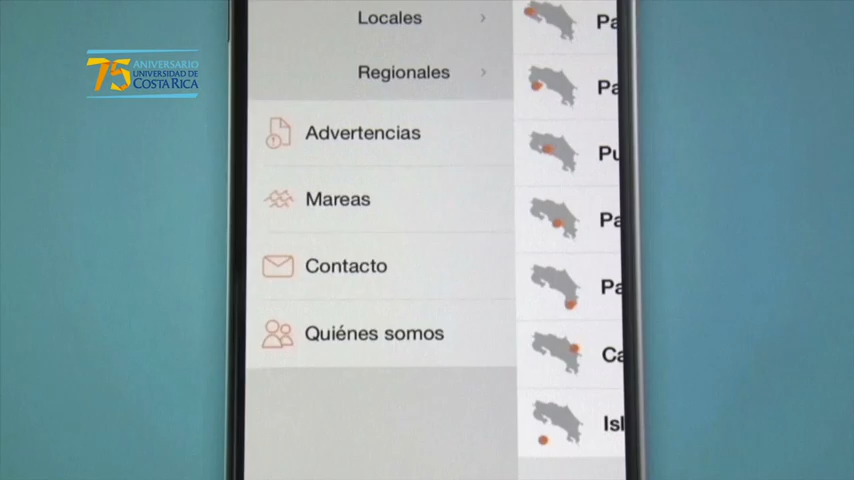 75 ANIVERSARIO
UNIVERSIDAD DE
COSTA RICA
Locales
Regionales
Advertencias
Mareas
Contacto
Quiénes somos
Pa
Pa
Pu
Pa
Pa
Ca
Isl